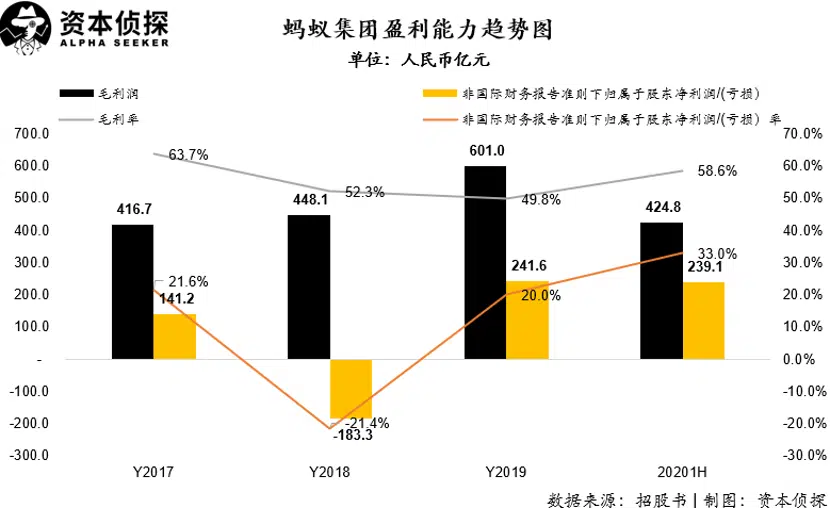 资本侦探
ALPHA SEEKER
蚂蚁集团盈利能力趋势图
单位：人民币亿元
毛利润
非国际财务报告准则下归属于股东净利润/(亏损)
毛利率
非国际财务报告准则下归属于股东净利润/(亏损）率
700.0
70.0%
600.0
60.0%
500.0
50.0%
400.0
40.0%
300.0
30.0%
200.0
20.0%
100.0
10.0%
-
0.0%
-100.0
-10.0%
-200.0
-20.0%
-300.0
-30.0%
63.7%
52.3%
49.8%
58.6%
416.7
448.1
601.0
424.8
21.6%
141.2
-21.4%
-183.3
241.6
20.0%
33.0%
239.1
Y2017
Y2018
Y2019
20201H
数据来源：招股书 | 制图：资本侦探